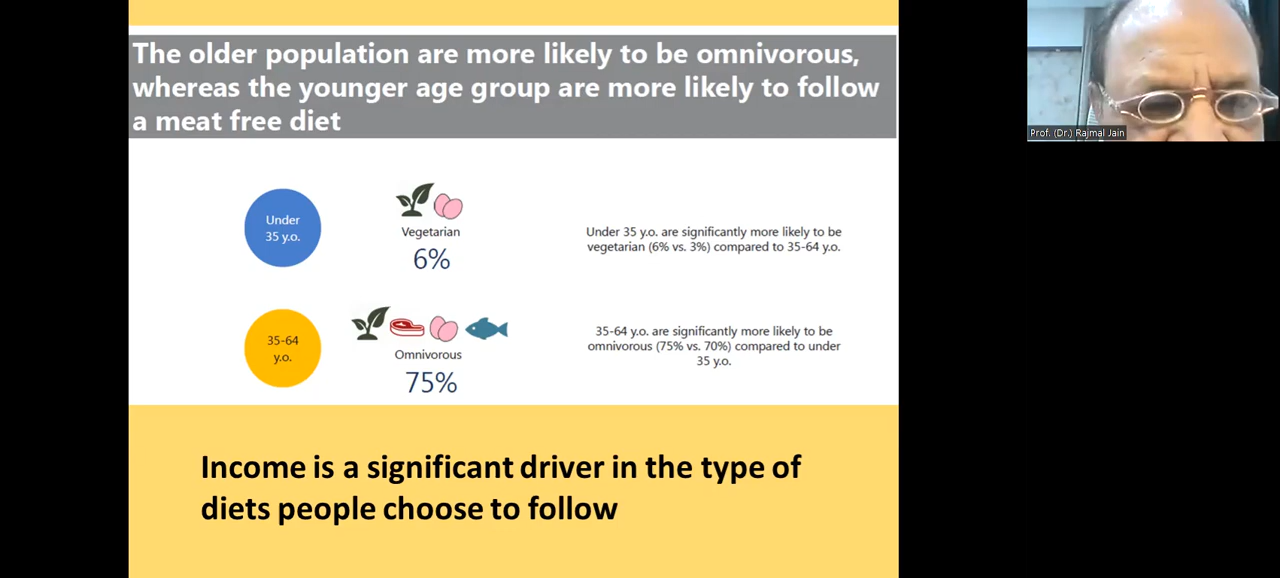 The older population are more likely to be omnivorous,
whereas the younger age group are more likely to follow
a meat free diet
Prof. (Dr.) Rajmal Jain
Under
35 y.o.
Vegetarian
6%
Under 35 y.o. are significantly more likely to be
vegetarian (6% vs. 3%) compared to 35-64 y.o.
35-64
y.o.
Omnivorous
75%
35-64 y.o. are significantly more likely to be
omnivorous (75% vs. 70%) compared to under
35 y.o.
Income is a significant driver in the type of
diets people choose to follow